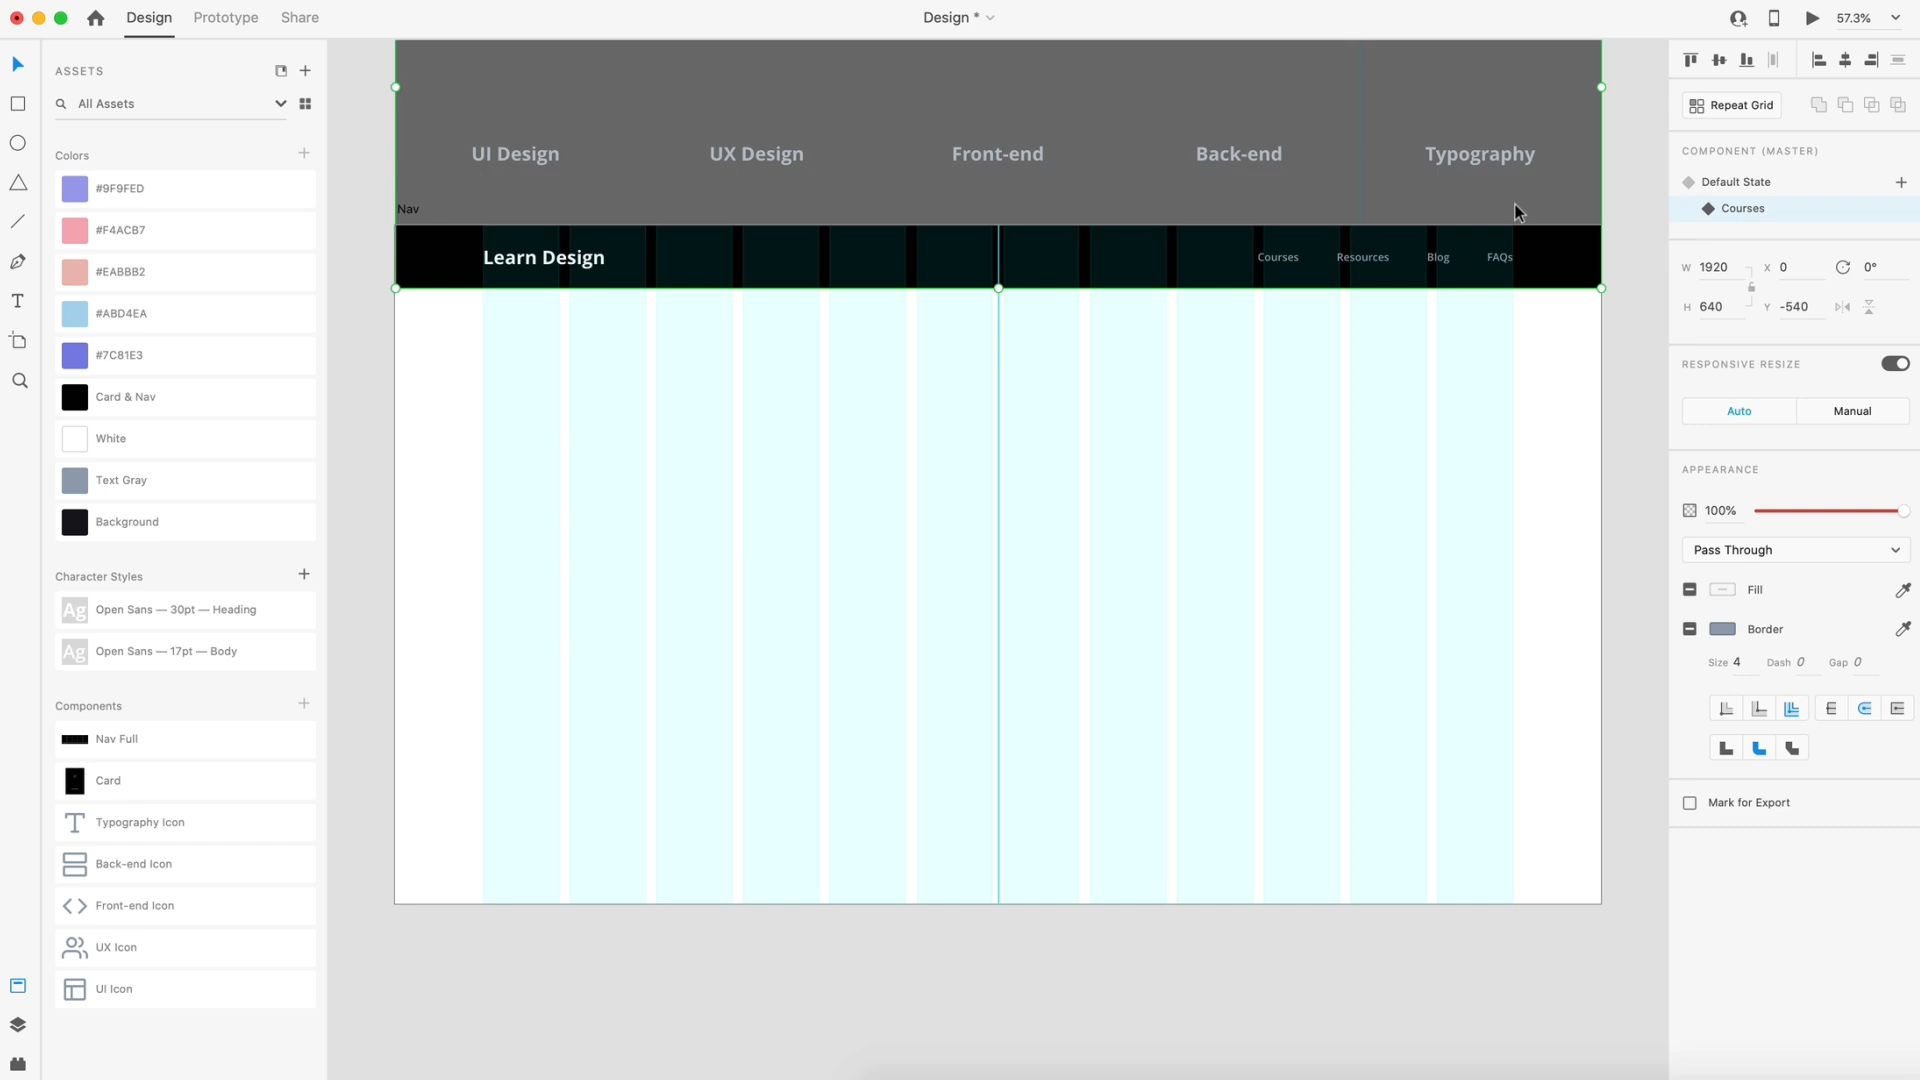 Design
Prototype
Share
Design *
57.3%
ASSETS
All Assets
Colors
#9F9FED
#F4ACB7
#EABBB2
#ABD4EA
#7C81E3
Card & Nav
White
Text Gray
Background
Character Styles
Ag Open Sans — 30pt — Heading
Ag Open Sans — 17pt — Body
Components
Nav Full
Card
Typography Icon
Back-end Icon
Front-end Icon
UX Icon
UI Icon
UI Design
UX Design
Front-end
Back-end
Typography
Nav
Learn Design
Courses
Resources
Blog
FAQs
Repeat Grid
COMPONENT (MASTER)
Default State
Courses
W 1920 X 0 0°
H 640 Y -540
RESPONSIVE RESIZE
Auto
Manual
APPEARANCE
100%
Pass Through
Fill
Border
Size 4 Dash 0 Gap 0
Mark for Export